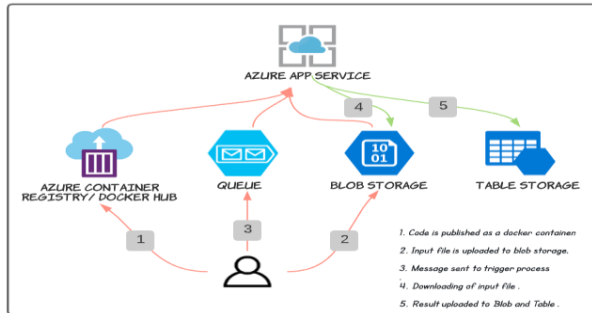 AZURE APP SERVICE
4
5
10
01
AZURE CONTAINER
REGISTRY/ DOCKER HUB
QUEUE
BLOB STORAGE
TABLE STORAGE
1
3
2
1. Code is published as a docker container
2. Input file is uploaded to blob storage.
3. Message sent to trigger process
.
4. Downloading of input file .
5. Result uploaded to Blob and Table .